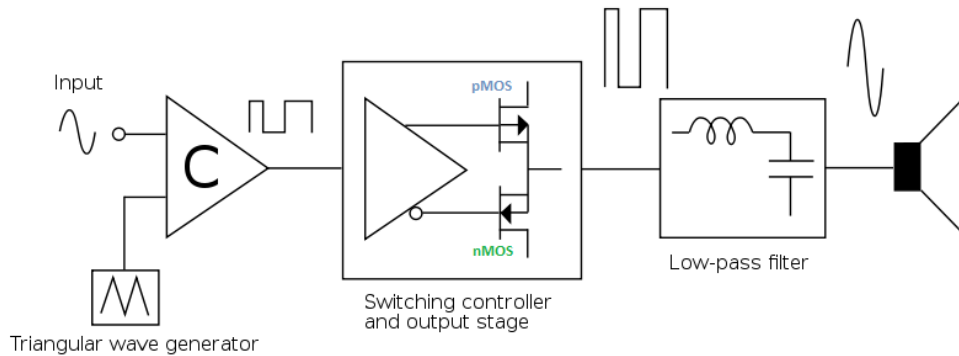 Input
C
pMOS
nMOS
Low-pass filter
Switching controller
and output stage
Triangular wave generator